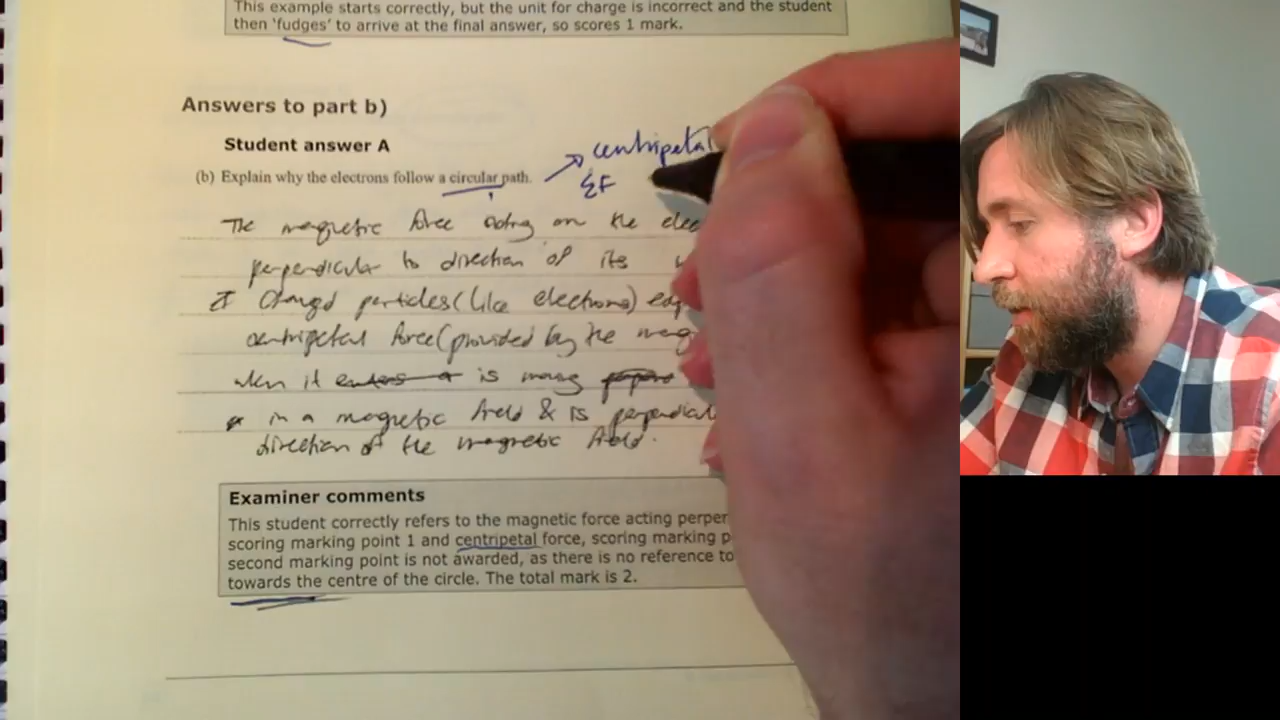 This example starts correctly, but the unit for charge is incorrect and the student
then 'fudges' to arrive at the final answer, so scores 1 mark.
Answers to part b)
Student answer A
centripetal
(b) Explain why the electrons follow a circular path.
ΣF
The magnetic force acting on the elec
perpendicular to direction of its
Charged particles (like electrons)
centripetal force (provided by the mag
when it enters a is moving
in a magnetic field & is perpendicul
direction of the magnetic field.
Examiner comments
This student correctly refers to the magnetic force acting perper
scoring marking point 1 and centripetal force, scoring marking p
second marking point is not awarded, as there is no reference to
towards the centre of the circle. The total mark is 2.